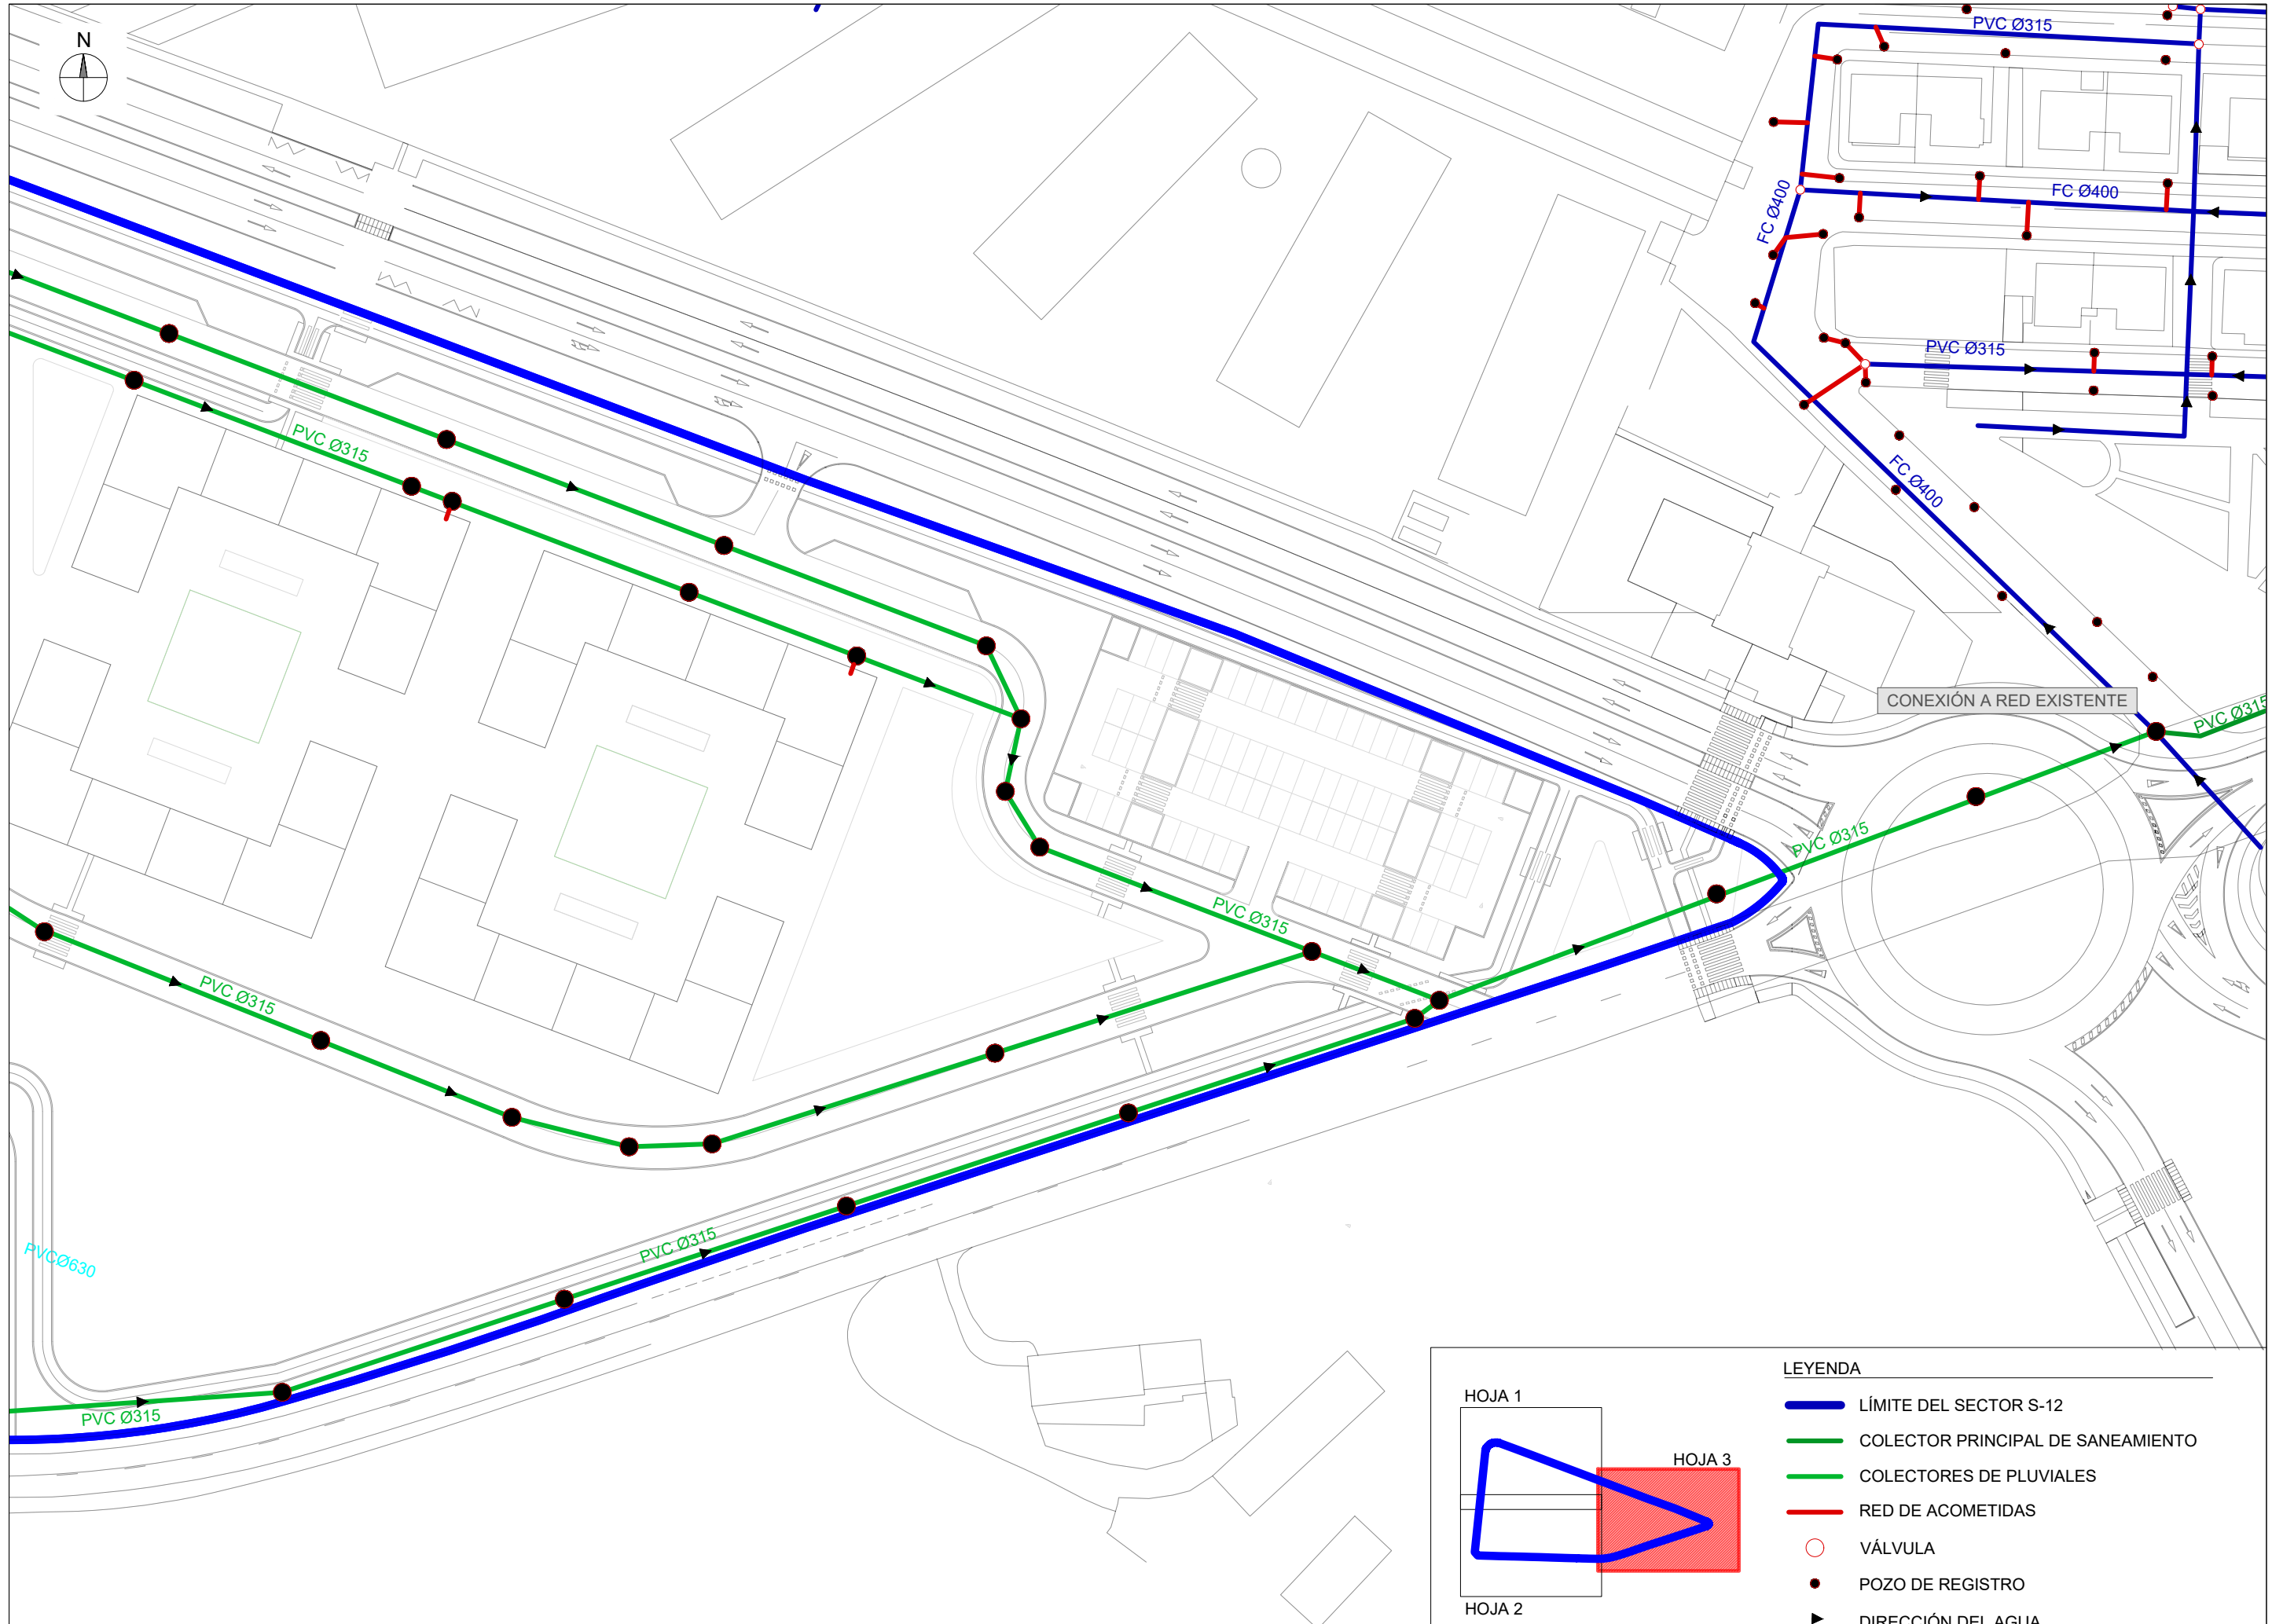 N
PVC Ø315
FC Ø400
FC Ø400
PVC Ø315
PVC Ø315
FC Ø400
CONEXIÓN A RED EXISTENTE
PVC Ø315
PVC Ø315
PVC Ø315
PVC Ø315
PVC Ø315
PVCØ630
PVC Ø315
LEYENDA
HOJA 1
LÍMITE DEL SECTOR S-12
COLECTOR PRINCIPAL DE SANEAMIENTO
HOJA 3
COLECTORES DE PLUVIALES
RED DE ACOMETIDAS
VÁLVULA
POZO DE REGISTRO
HOJA 2
DIRECCIÓN DEL AGUA